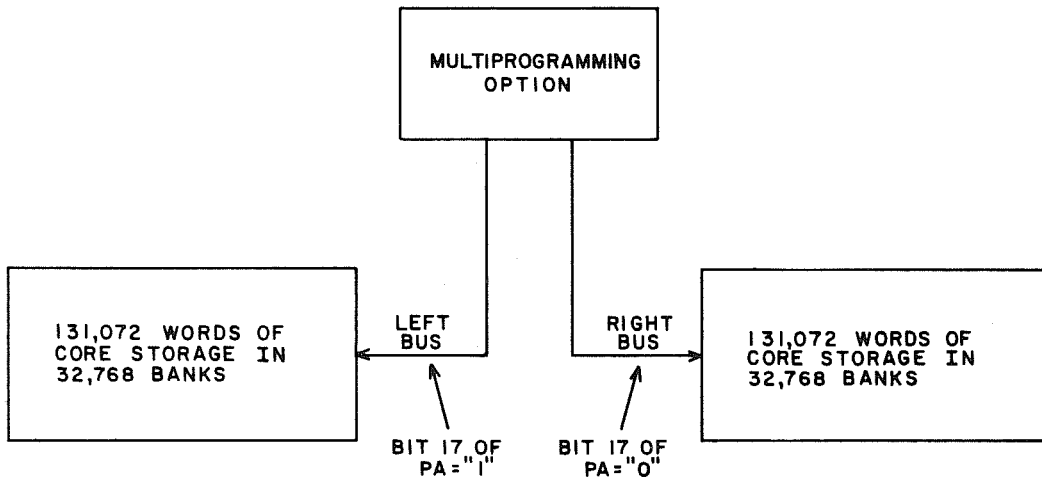 MULTIPROGRAMMING
OPTION
LEFT
BUS
RIGHT
BUS
131,072 WORDS OF
CORE STORAGE IN
32,768 BANKS
131,072 WORDS OF
CORE STORAGE IN
32,768 BANKS
BIT 17 OF
PA="1"
BIT 17 OF
PA="0"